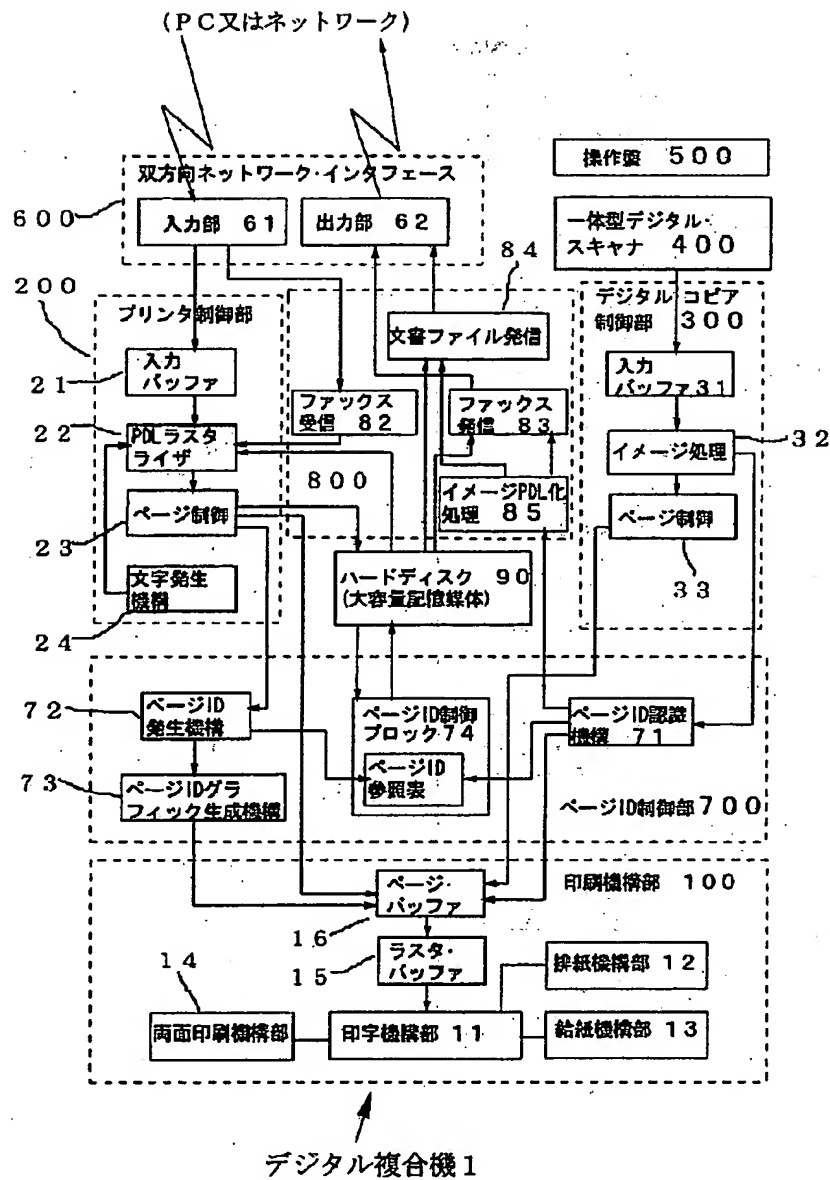 (PC又はネットワーク)
操作盤 500
双方向ネットワーク・インタフェース
600
入力部 61
出力部 62
一体型デジタル・
スキャナ 400
84
200
プリンタ制御部
文書ファイル発信
デジタル コピア
制御部 300
21
入力
バッファ
入力
バッファ31
ファックス
受信 82
ファックス
発信 83
22
PDLラスタ
ライザ
イメージ処理
32
800
イメージPDL化
処理 85
23
ページ制御
ページ制御
33
ハードディスク 90
(大容量記憶媒体)
文字発生
機構
24
72
ページID
発生機構
ページID制御
ブロック74
ページID認識
機構 71
73
ページIDグラ
フィック生成機構
ページID
参照表
ページID制御部700
ページ・
バッファ
印刷機構部 100
16
ラスタ・
バッファ
15
14
排紙機構部 12
両面印刷機構部
印字機構部 11
給紙機構部 13
デジタル複合機1